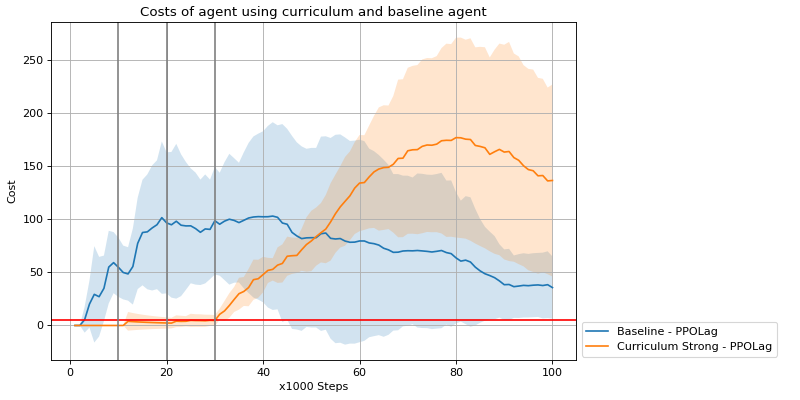 Costs of agent using curriculum and baseline agent
Cost
250
200
150
100
50
0
0 20 40 60 80 100
x1000 Steps
Baseline - PPOLag
Curriculum Strong - PPOLag